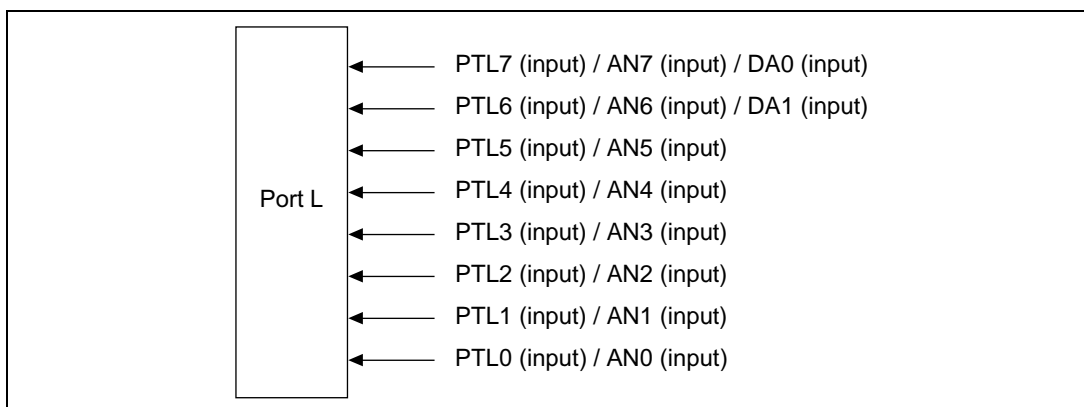 PTL7 (input) / AN7 (input) / DA0 (input)
PTL6 (input) / AN6 (input) / DA1 (input)
PTL5 (input) / AN5 (input)
PTL4 (input) / AN4 (input)
Port L
PTL3 (input) / AN3 (input)
PTL2 (input) / AN2 (input)
PTL1 (input) / AN1 (input)
PTL0 (input) / AN0 (input)